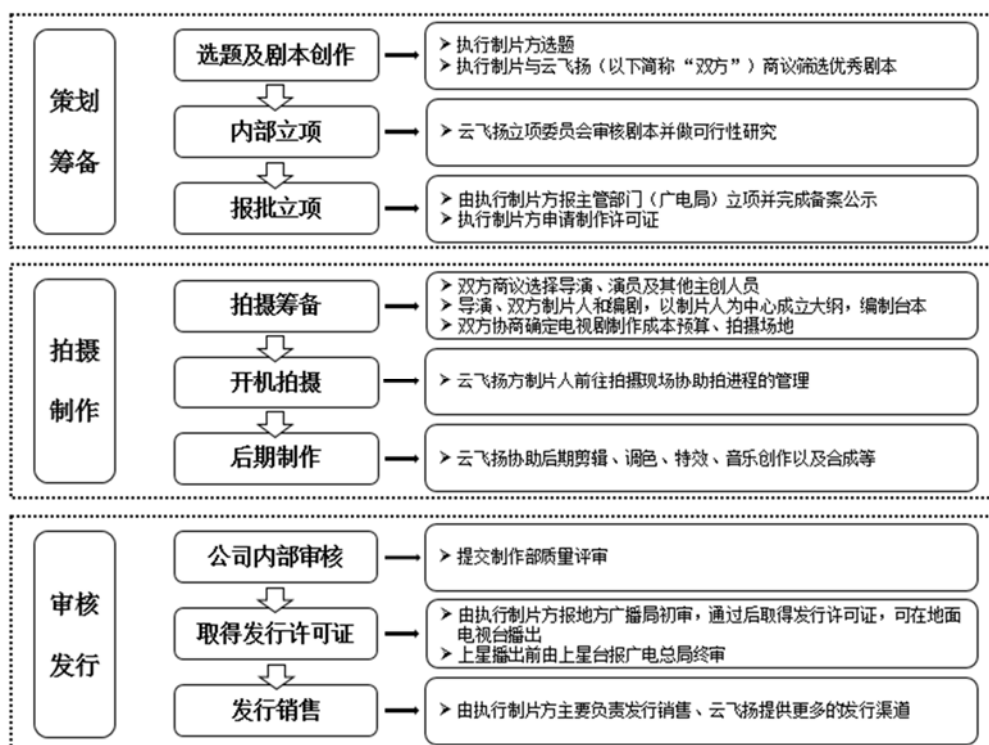 策划
筹备
选题及剧本创作
➢ 执行制片方选题
➢ 执行制片与云飞扬（以下简称“双方”）商议筛选优秀剧本
内部立项
➢ 云飞扬立项委员会审核剧本并做可行性研究
报批立项
➢ 由执行制片方报主管部门（广电局）立项并完成备案公示
➢ 执行制片方申请制作许可证
拍摄
制作
拍摄筹备
➢ 双方商议选择导演、演员及其他主创人员
➢ 导演、双方制片人和编剧，以制片人为中心成立大纲，编制台本
➢ 双方协商确定电视剧制作成本预算、拍摄场地
开机拍摄
➢ 云飞扬方制片人前往拍摄现场协助拍进程的管理
后期制作
➢ 云飞扬协助后期剪辑、调色、特效、音乐创作以及合成等
审核
发行
公司内部审核
➢ 提交制作部质量评审
取得发行许可证
➢ 由执行制片方报地方广播局初审，通过后取得发行许可证，可在地面
电视台播出
➢ 上星播出前由上星台报广电总局终审
发行销售
➢ 由执行制片方主要负责发行销售、云飞扬提供更多的发行渠道